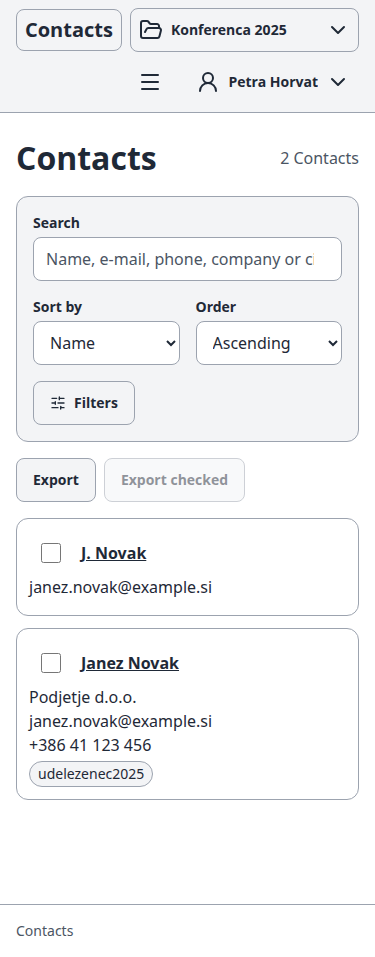 Contacts
Konferenca 2025
Petra Horvat
Contacts
2 Contacts
Search
Name, e-mail, phone, company or c
Sort by
Order
Name
Ascending
Filters
Export
Export checked
J. Novak
janez.novak@example.si
Janez Novak
Podjetje d.o.o.
janez.novak@example.si
+386 41 123 456
udelezenec2025
Contacts